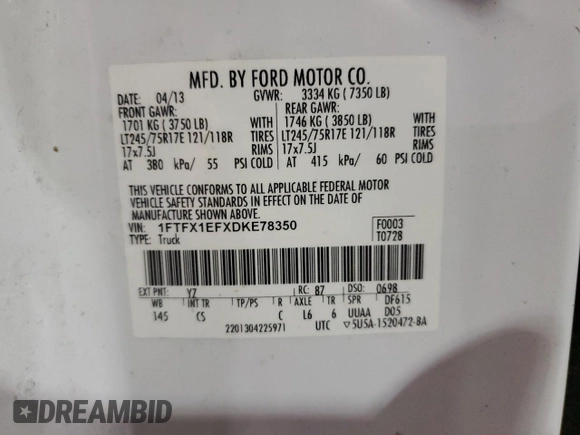 MFD. BY FORD MOTOR CO.
DATE: 04/13 GVWR: 3334 KG ( 7350 LB)
FRONT GAWR: REAR GAWR:
1701 KG ( 3750 LB) WITH 1746 KG ( 3850 LB)
LT245/75R17E 121/118R TIRES LT245/75R17E 121/118R
17x7.5J RIMS 17x7.5J
AT 380 kPa/ 55 PSI COLD AT 415 kPa/ 60 PSI COLD
WITH
TIRES
RIMS
THIS VEHICLE CONFORMS TO ALL APPLICABLE FEDERAL MOTOR
VEHICLE SAFETY STANDARDS IN EFFECT ON THE DATE OF
MANUFACTURE SHOWN ABOVE.
VIN: 1FTFX1EFXDKE78350 F0003
TYPE: Truck T0728
EXT PNT: YZ RC: 87 DSO: 0698
WB INT TR TP/PS R AXLE TR SPR DF615
145 CS C L6 6 UUAA D05
2201304225971 UTC ▽5U5A-1520472-BA
DREAMBID